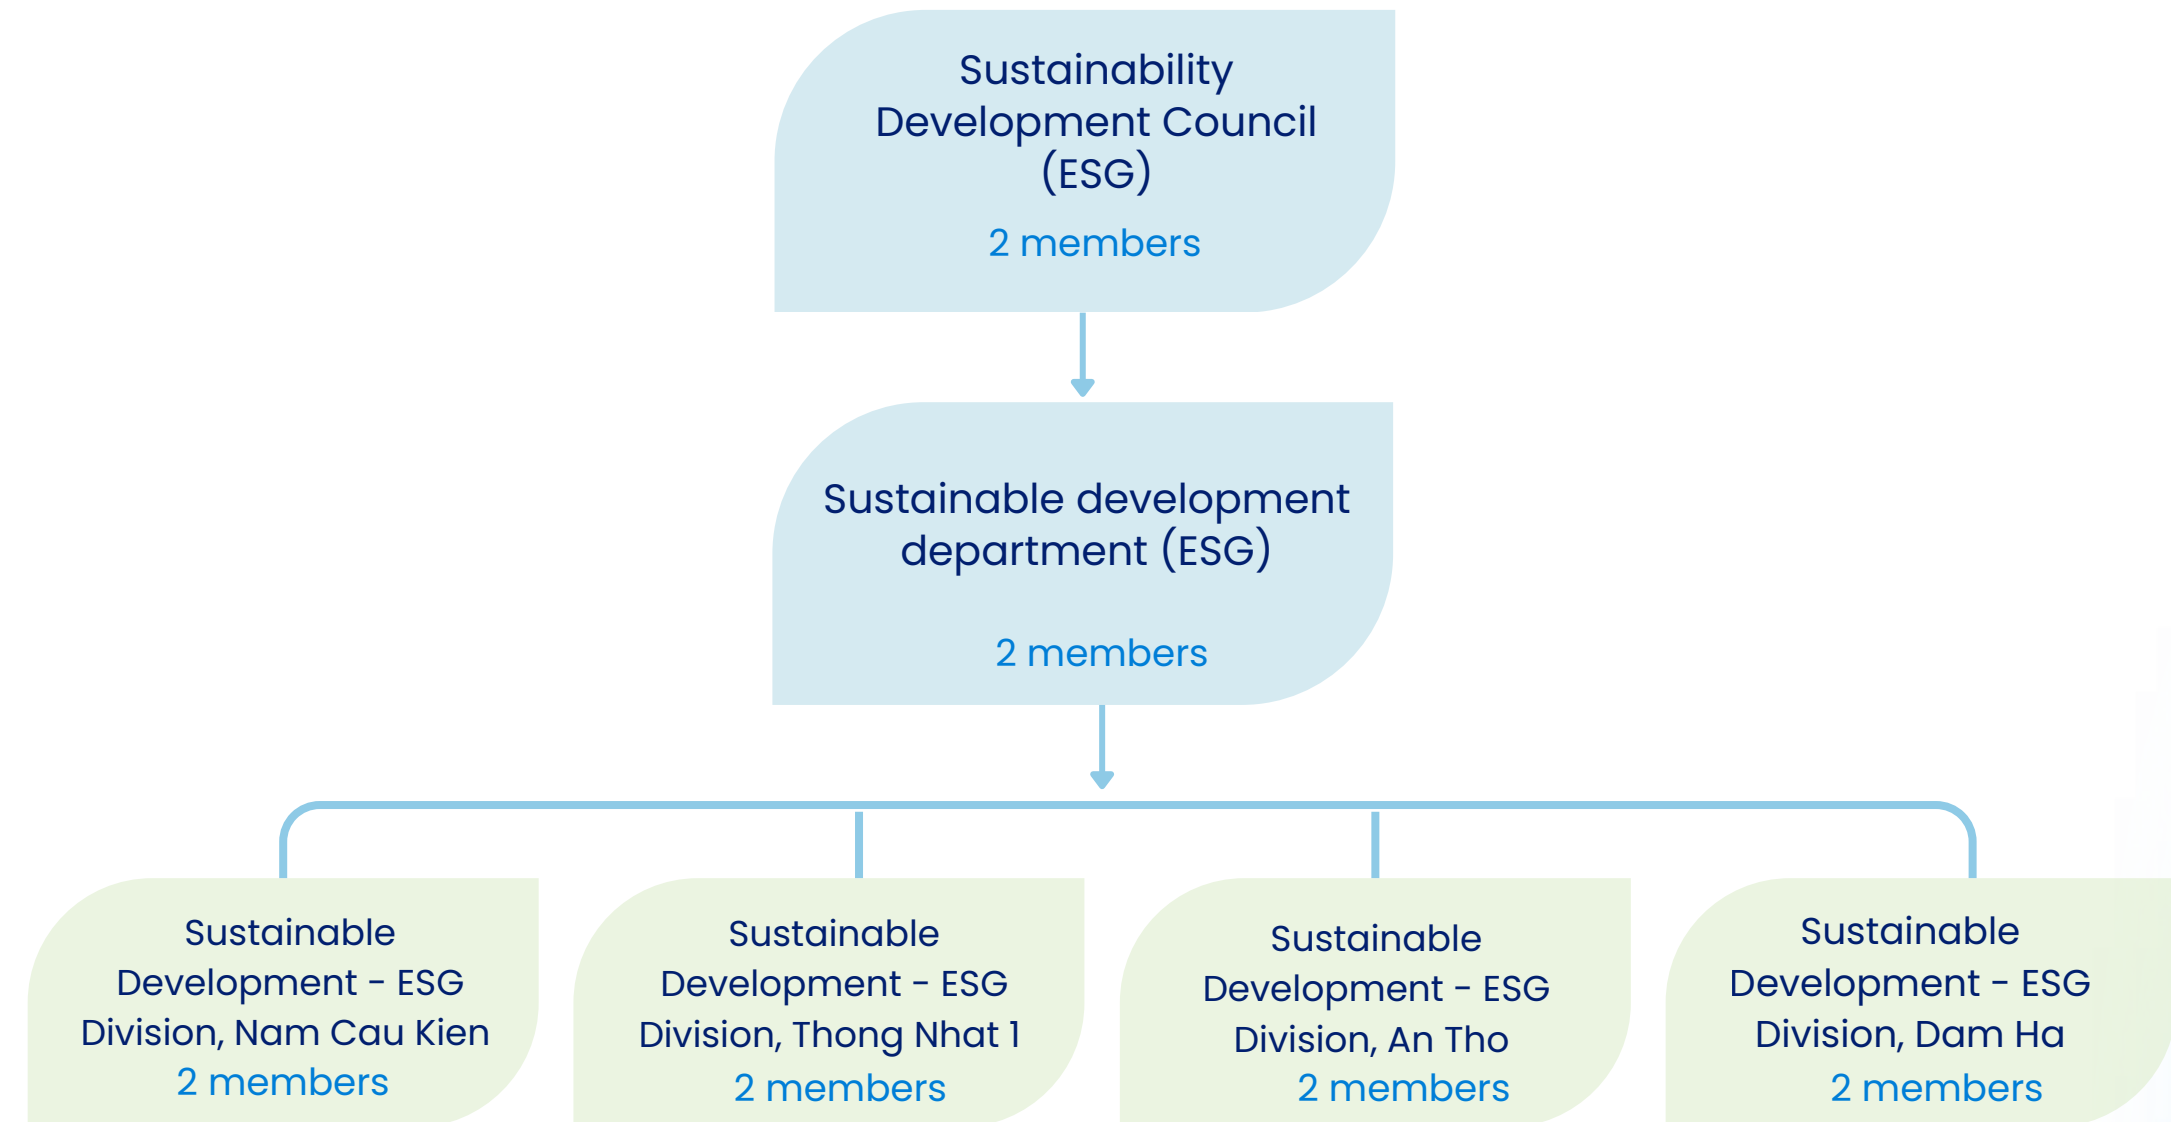 Sustainability
Development Council
(ESG)
2 members
Sustainable development
department (ESG)
2 members
Sustainable
Development - ESG
Division, Nam Cau Kien
2 members
Sustainable
Development - ESG
Division, Thong Nhat 1
2 members
Sustainable
Development - ESG
Division, An Tho
2 members
Sustainable
Development - ESG
Division, Dam Ha
2 members